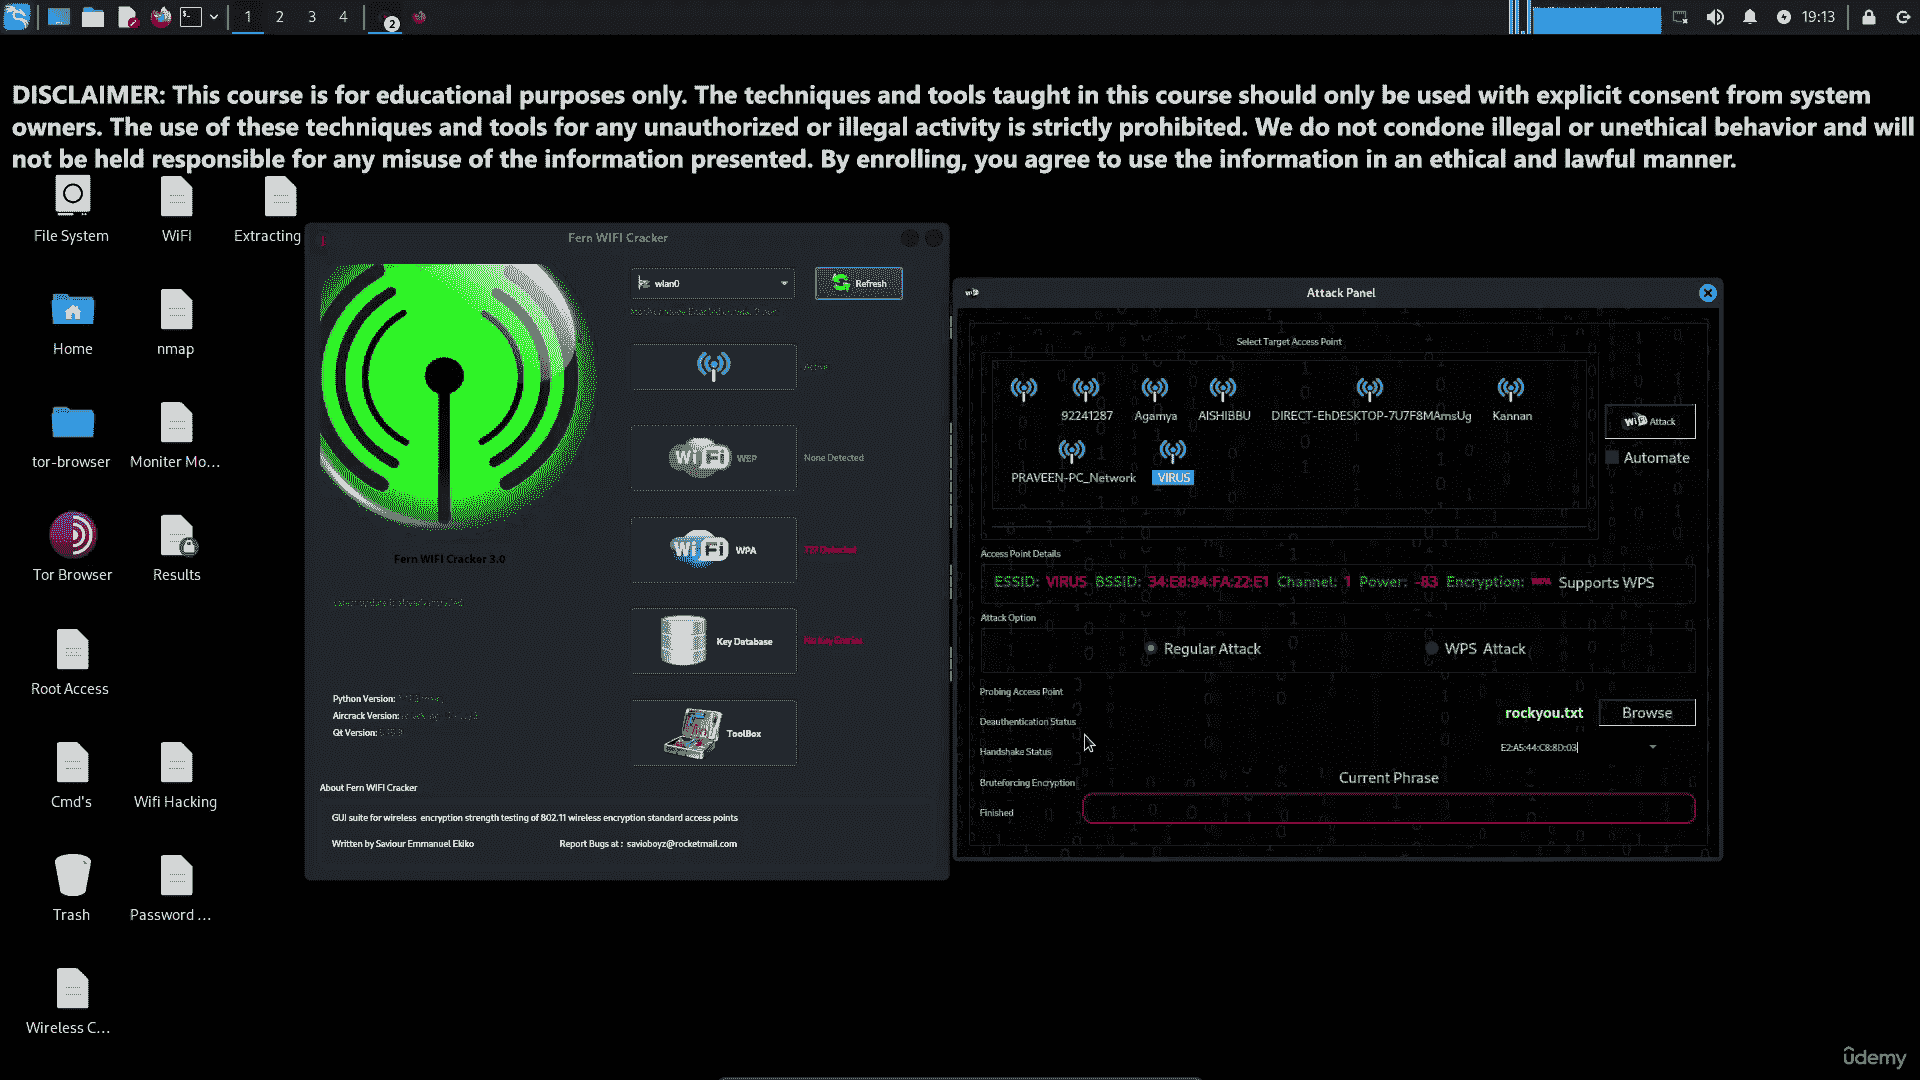 1 2 3 4 2 19:13
DISCLAIMER: This course is for educational purposes only. The techniques and tools taught in this course should only be used with explicit consent from system
owners. The use of these techniques and tools for any unauthorized or illegal activity is strictly prohibited. We do not condone illegal or unethical behavior and will
not be held responsible for any misuse of the information presented. By enrolling, you agree to use the information in an ethical and lawful manner.
File System
WiFI
Extracting
Home
nmap
tor-browser
Moniter Mo...
Tor Browser
Results
Root Access
Cmd's
Wifi Hacking
Trash
Password ...
Wireless C...
Fern WIFI Cracker
wlan0
Refresh
Active
WiFi WEP
None Detected
WiFi WPA
Detected
Fern WIFI Cracker 3.0
Key Database
No Key Entries
ToolBox
Python Version:
Aircrack Version:
Qt Version:
About Fern WIFI Cracker
GUI suite for wireless encryption strength testing of 802.11 wireless encryption standard access points
Written by Saviour Emmanuel Ekiko
Report Bugs at : savioboyz@rocketmail.com
Attack Panel
Select Target Access Point
92241287
Agamya
AISHIBBU
DIRECT-EhDESKTOP-7U7F8MAmsUg
Kannan
PRAVEEN-PC_Network
VIRUS
WiFi Attack
Automate
Access Point Details
ESSID: VIRUS BSSID: 34:E8:94:FA:22:E1 Channel: 1 Power: -83 Encryption: WPA Supports WPS
Attack Option
Regular Attack
WPS Attack
Probing Access Point
Deauthentication Status
Handshake Status
Bruteforcing Encryption
Finished
rockyou.txt
Browse
E2:A5:44:C8:8D:03
Current Phrase
ûdemy